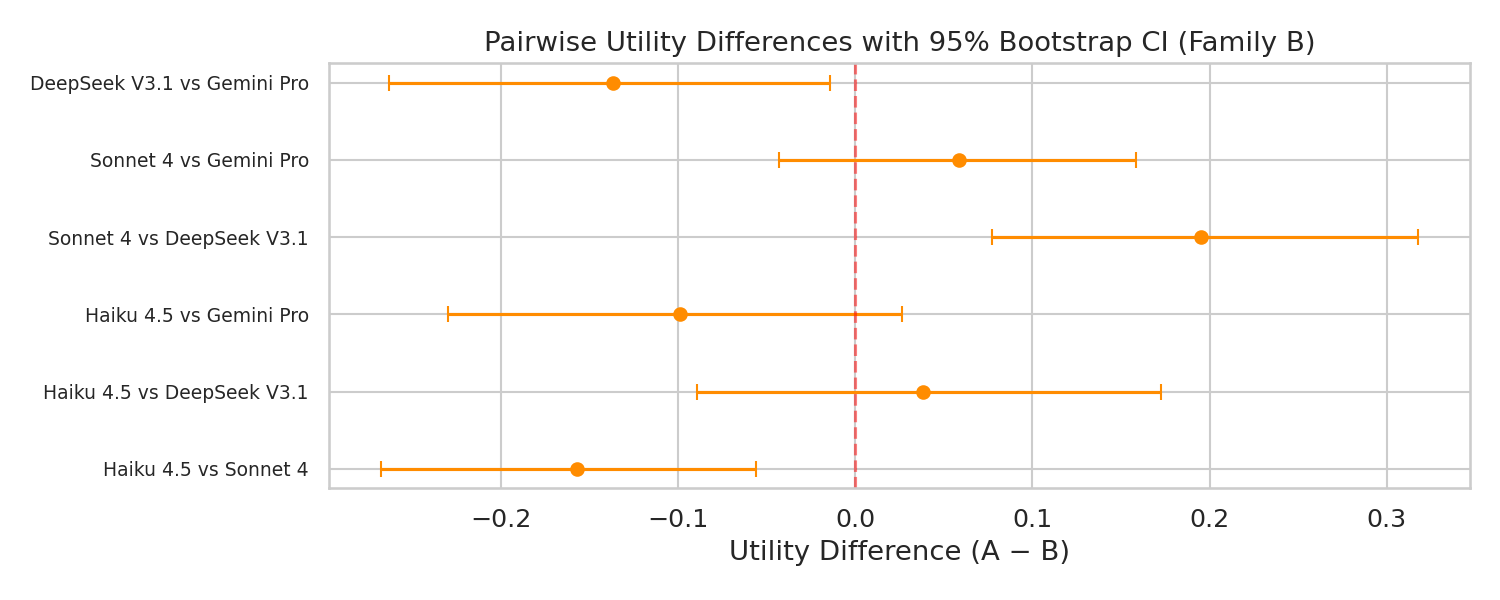 Pairwise Utility Differences with 95% Bootstrap CI (Family B)
DeepSeek V3.1 vs Gemini Pro
Sonnet 4 vs Gemini Pro
Sonnet 4 vs DeepSeek V3.1
Haiku 4.5 vs Gemini Pro
Haiku 4.5 vs DeepSeek V3.1
Haiku 4.5 vs Sonnet 4
−0.2 −0.1 0.0 0.1 0.2 0.3
Utility Difference (A − B)